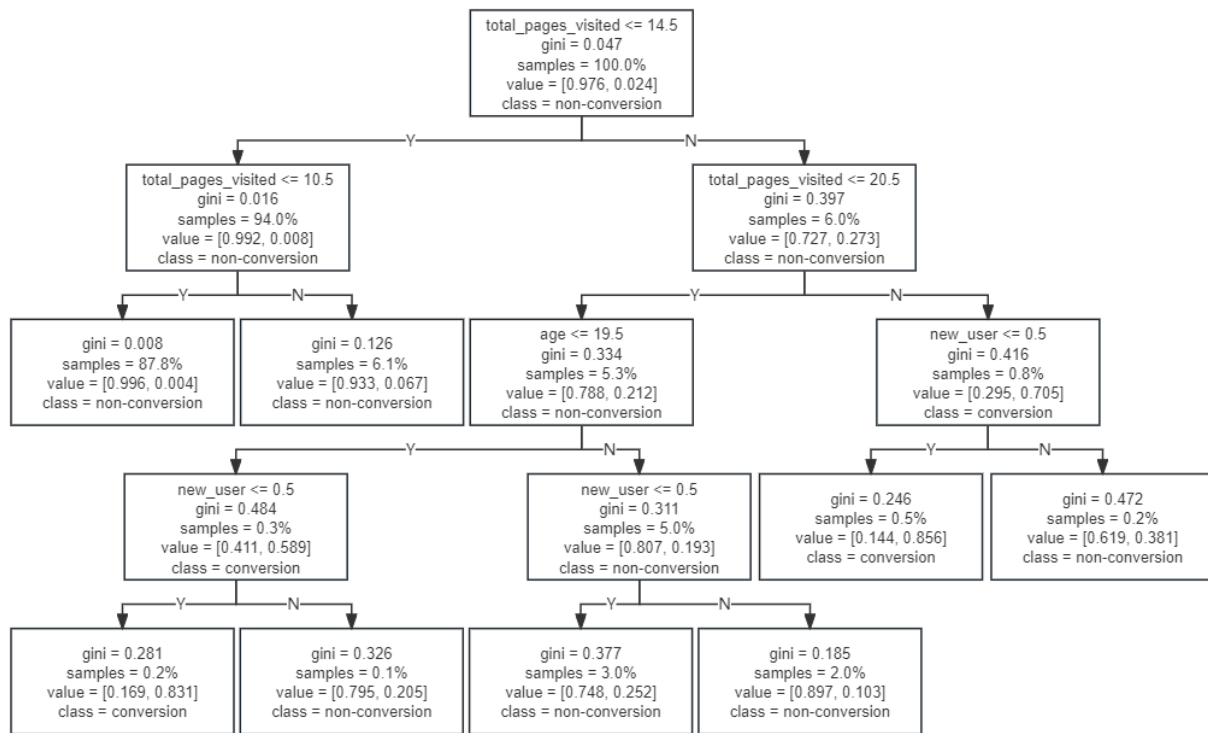 total_pages_visited <= 14.5
gini = 0.047
samples = 100.0%
value = [0.976, 0.024]
class = non-conversion
Y
N
total_pages_visited <= 10.5
gini = 0.016
samples = 94.0%
value = [0.992, 0.008]
class = non-conversion
total_pages_visited <= 20.5
gini = 0.397
samples = 6.0%
value = [0.727, 0.273]
class = non-conversion
Y
N
Y
N
gini = 0.008
samples = 87.8%
value = [0.996, 0.004]
class = non-conversion
gini = 0.126
samples = 6.1%
value = [0.933, 0.067]
class = non-conversion
age <= 19.5
gini = 0.334
samples = 5.3%
value = [0.788, 0.212]
class = non-conversion
new_user <= 0.5
gini = 0.416
samples = 0.8%
value = [0.295, 0.705]
class = conversion
Y
N
Y
N
new_user <= 0.5
gini = 0.484
samples = 0.3%
value = [0.411, 0.589]
class = conversion
new_user <= 0.5
gini = 0.311
samples = 5.0%
value = [0.807, 0.193]
class = non-conversion
gini = 0.246
samples = 0.5%
value = [0.144, 0.856]
class = conversion
gini = 0.472
samples = 0.2%
value = [0.619, 0.381]
class = non-conversion
Y
N
Y
N
gini = 0.281
samples = 0.2%
value = [0.169, 0.831]
class = conversion
gini = 0.326
samples = 0.1%
value = [0.795, 0.205]
class = non-conversion
gini = 0.377
samples = 3.0%
value = [0.748, 0.252]
class = non-conversion
gini = 0.185
samples = 2.0%
value = [0.897, 0.103]
class = non-conversion